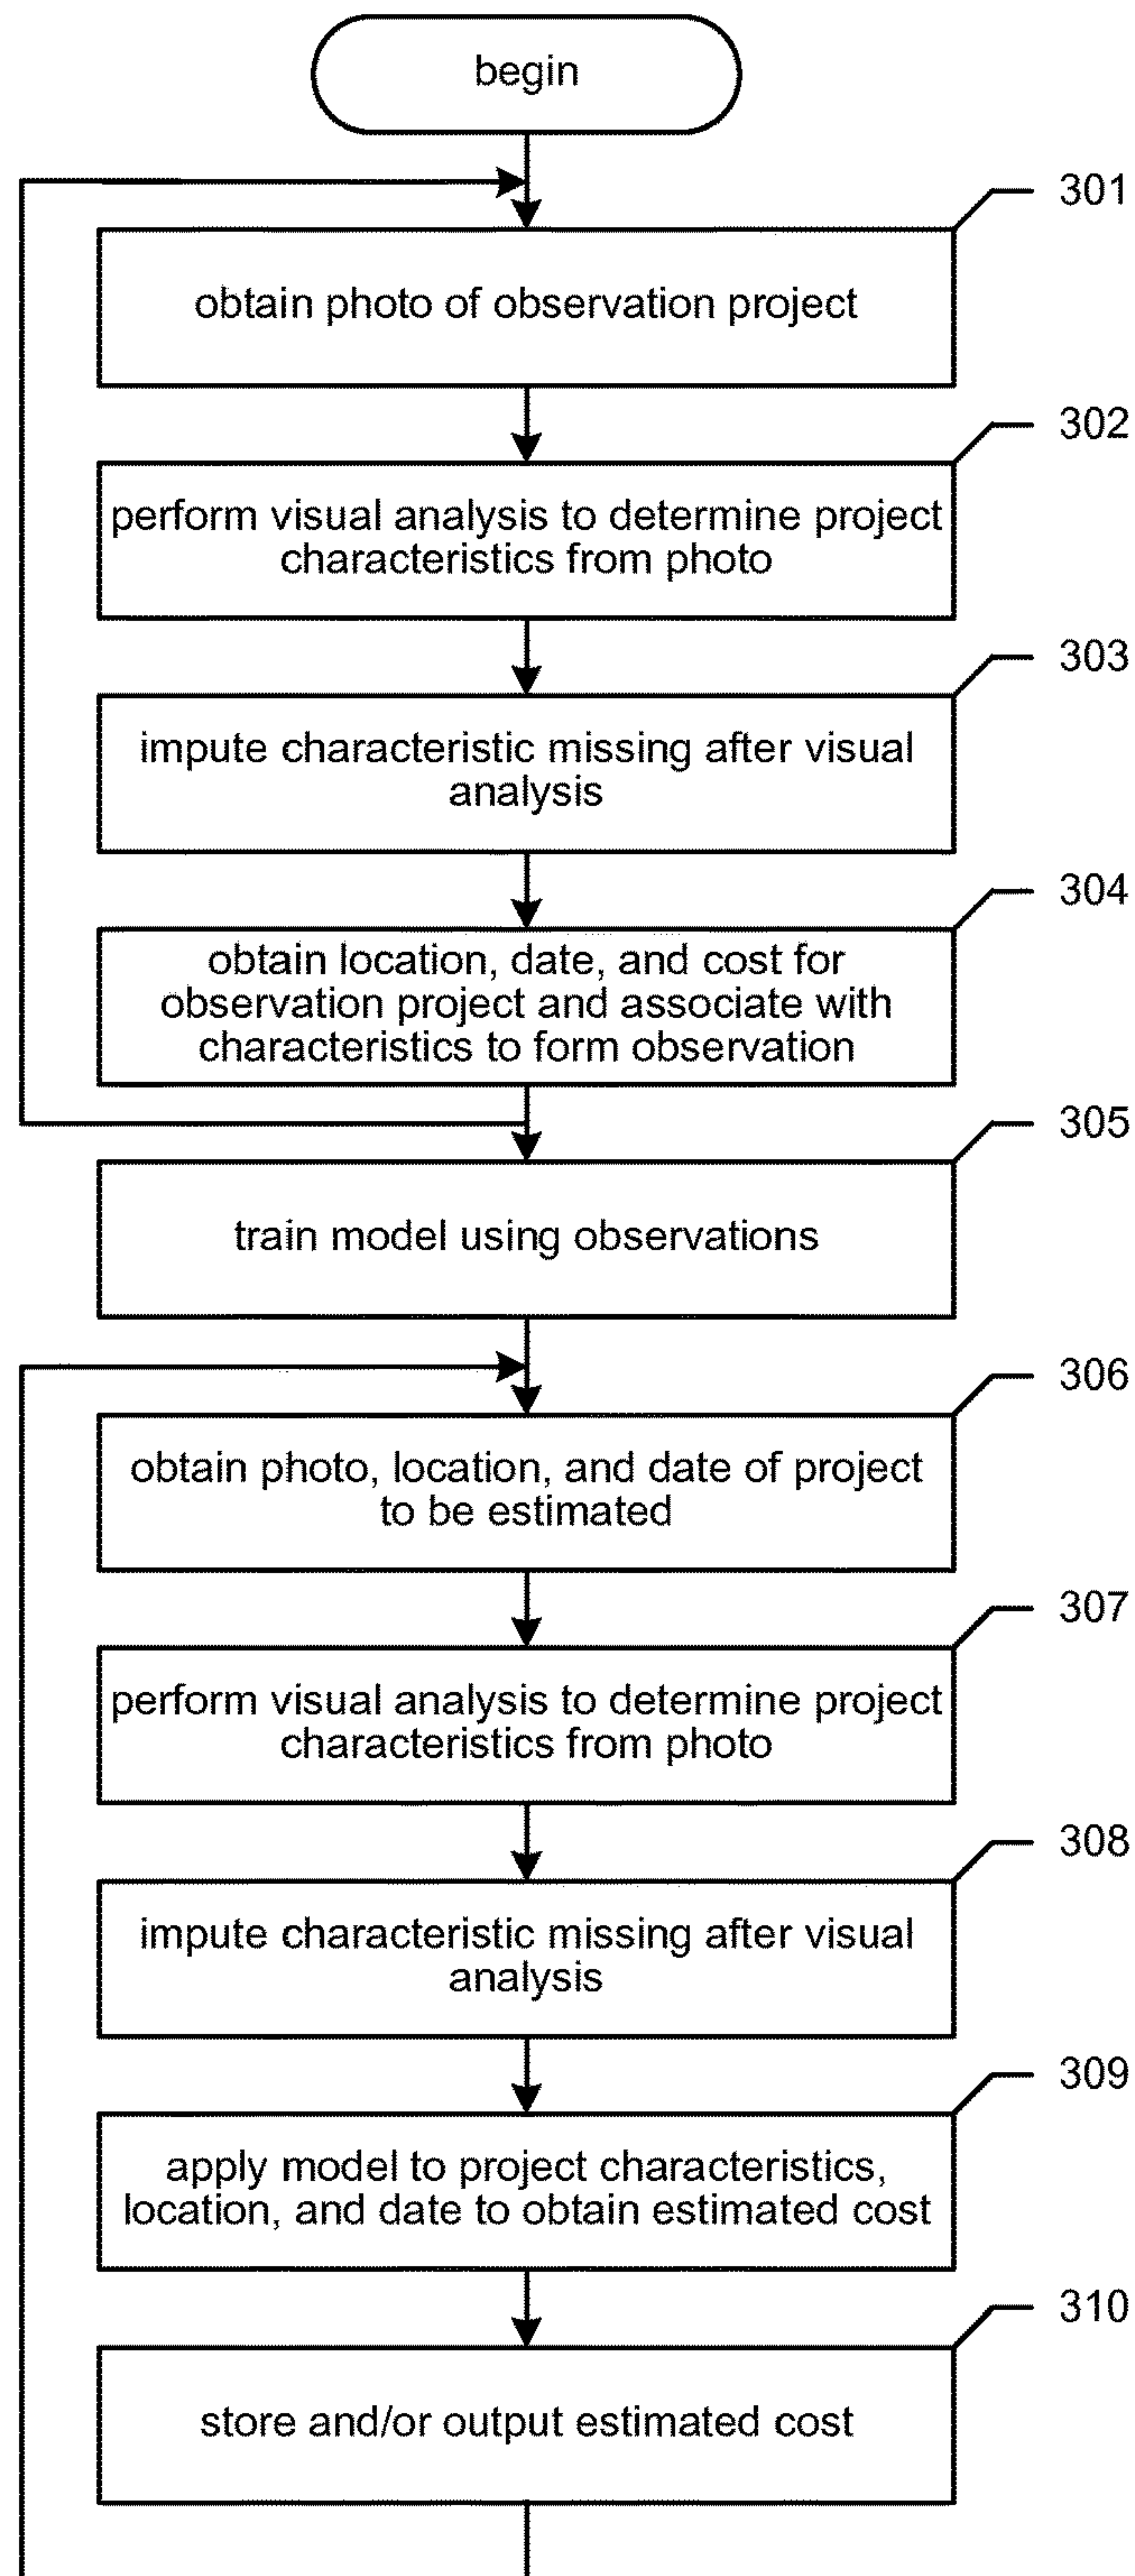 begin
301
obtain photo of observation project
302
perform visual analysis to determine project
characteristics from photo
303
impute characteristic missing after visual
analysis
304
obtain location, date, and cost for
observation project and associate with
characteristics to form observation
305
train model using observations
306
obtain photo, location, and date of project
to be estimated
307
perform visual analysis to determine project
characteristics from photo
308
impute characteristic missing after visual
analysis
309
apply model to project characteristics,
location, and date to obtain estimated cost
310
store and/or output estimated cost